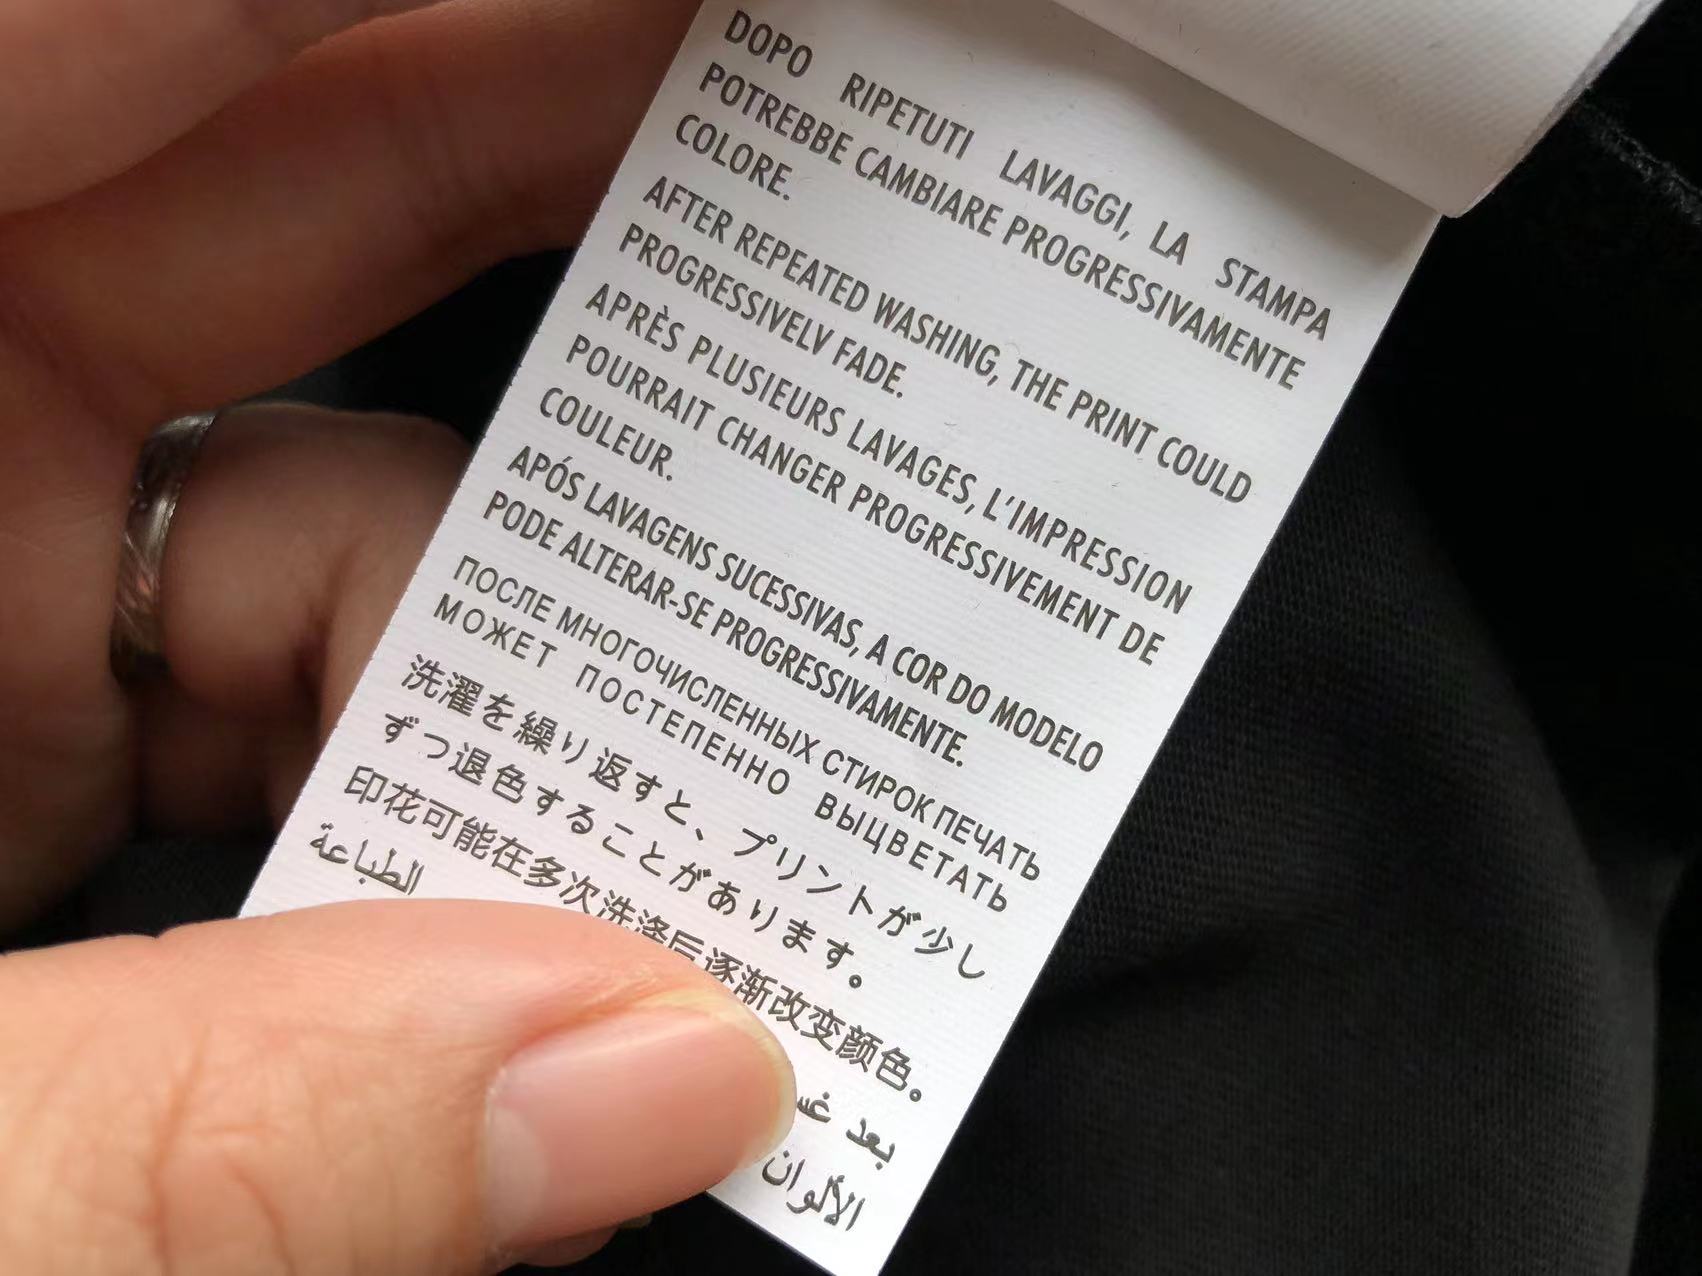 DOPO RIPETUTI LAVAGGI, LA STAMPA
POTREBBE CAMBIARE PROGRESSIVAMENTE
COLORE.
AFTER REPEATED WASHING, THE PRINT COULD
PROGRESSIVELV FADE.
APRÈS PLUSIEURS LAVAGES, L'IMPRESSION
POURRAIT CHANGER PROGRESSIVEMENT DE
COULEUR.
APÓS LAVAGENS SUCESSIVAS, A COR DO MODELO
PODE ALTERAR-SE PROGRESSIVAMENTE.
ПОСЛЕ МНОГОЧИСЛЕННЫХ СТИРОК ПЕЧАТЬ
МОЖЕТ ПОСТЕПЕННО ВЫЦВЕТАТЬ
洗濯を繰り返すと、プリントが少し
ずつ退色することがあります。
印花可能在多次洗涤后逐渐改变颜色。
بعد الطباعة
الألوان